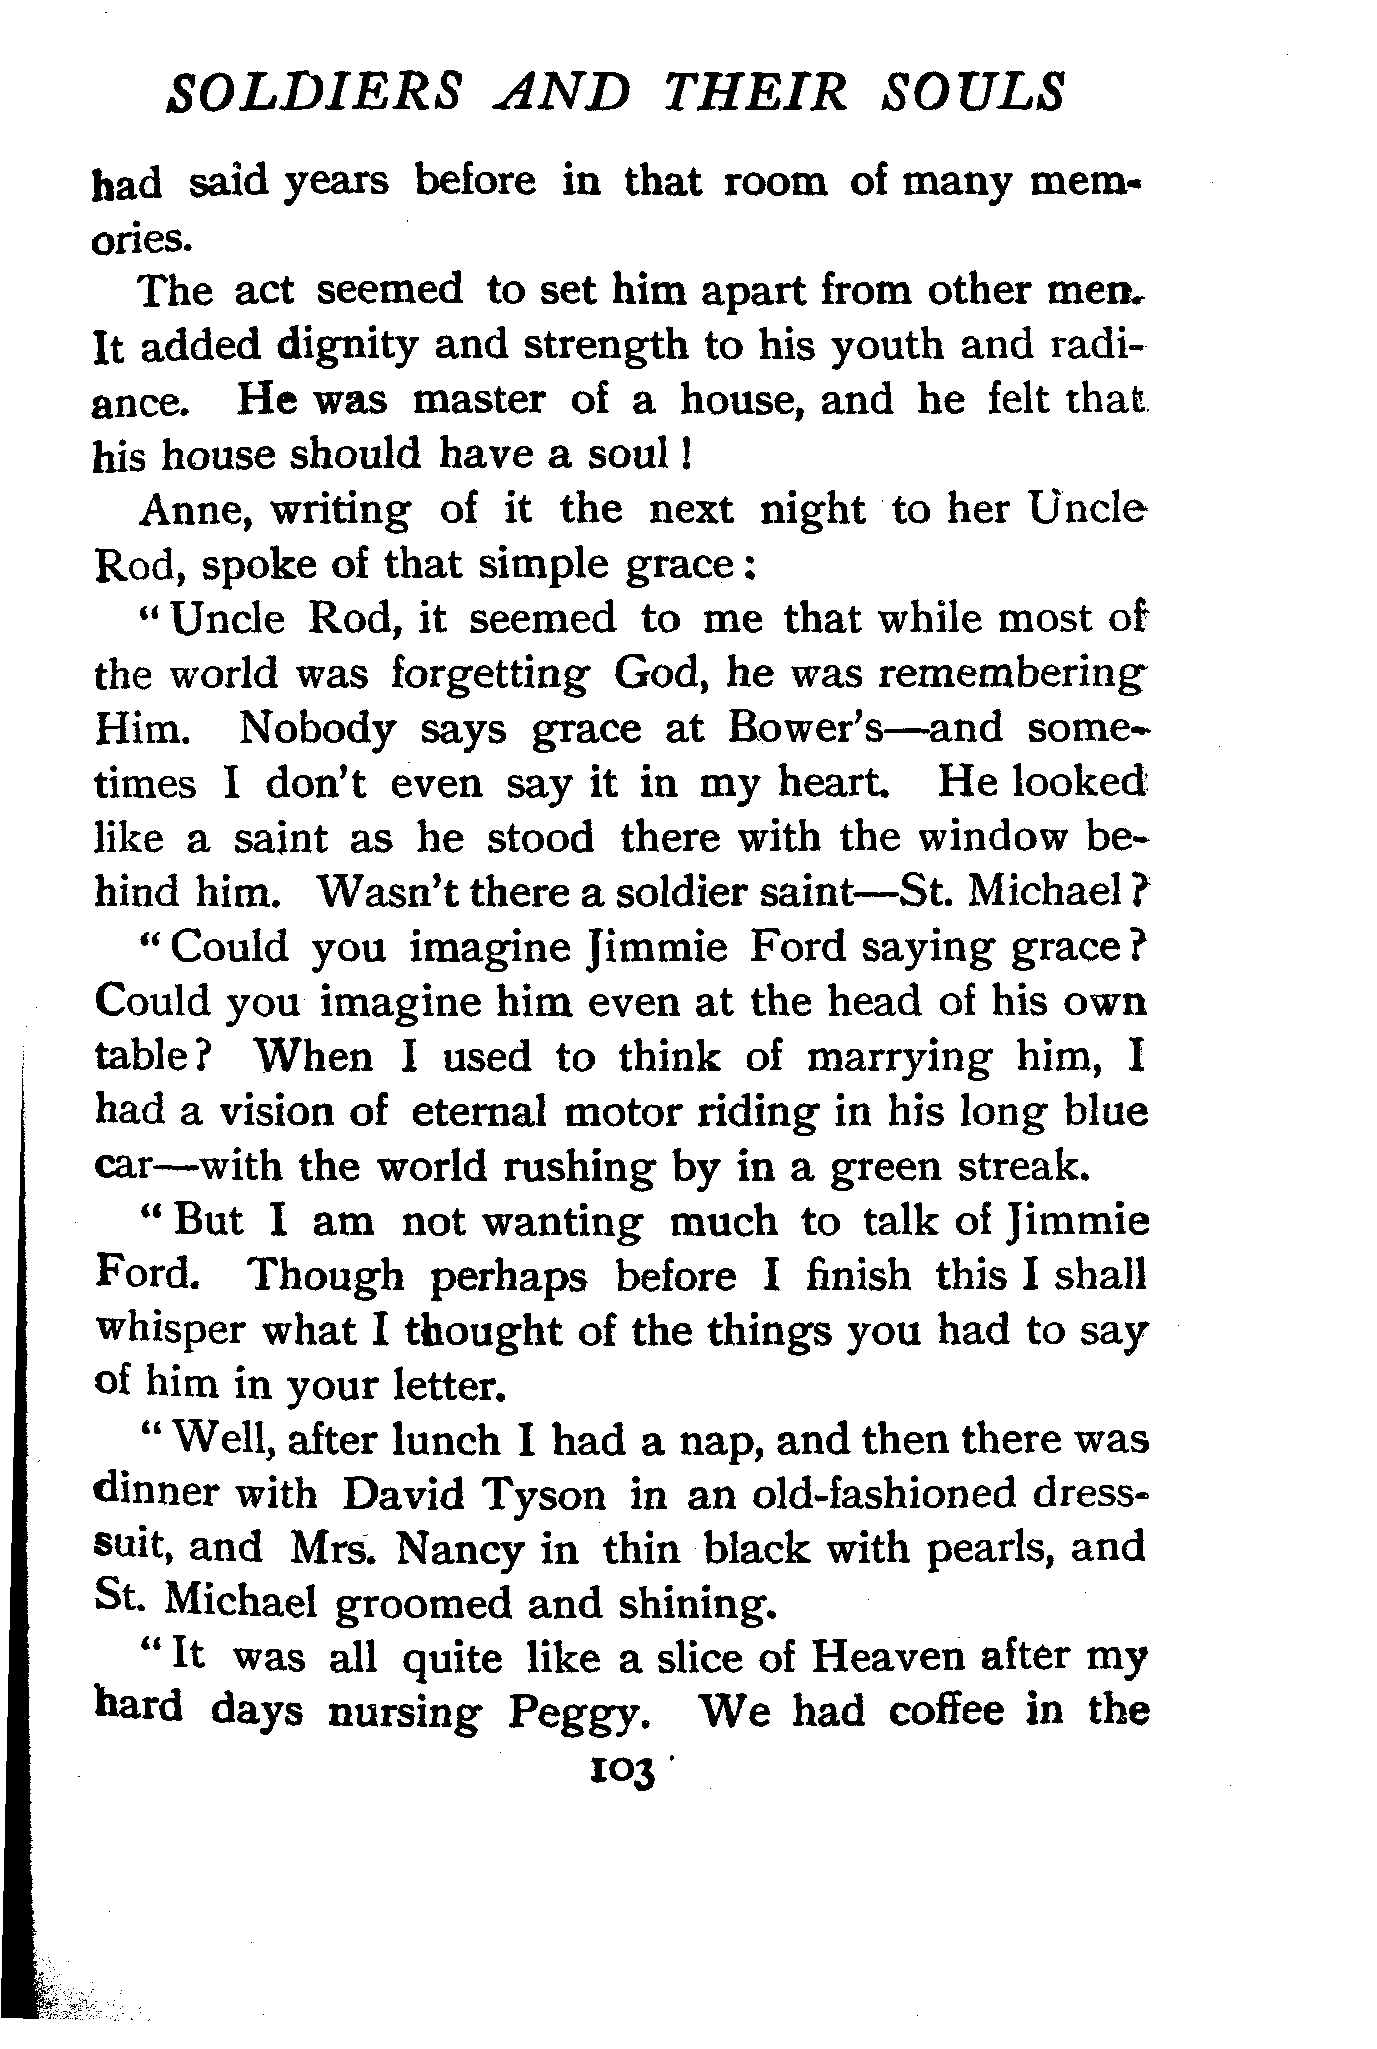 SOLDIERS AND THEIR SOULS
had said years before in that room of many mem-
ories.
The act seemed to set him apart from other men.
It added dignity and strength to his youth and radi-
ance. He was master of a house, and he felt that
his house should have a soul!
Anne, writing of it the next night to her Uncle
Rod, spoke of that simple grace:
"Uncle Rod, it seemed to me that while most of
the world was forgetting God, he was remembering
Him. Nobody says grace at Bower's—and some-
times I don't even say it in my heart. He looked
like a saint as he stood there with the window be-
hind him. Wasn't there a soldier saint—St. Michael?
"Could you imagine Jimmie Ford saying grace?
Could you imagine him even at the head of his own
table? When I used to think of marrying him, I
had a vision of eternal motor riding in his long blue
car—with the world rushing by in a green streak.
"But I am not wanting much to talk of Jimmie
Ford. Though perhaps before I finish this I shall
whisper what I thought of the things you had to say
of him in your letter.
"Well, after lunch I had a nap, and then there was
dinner with David Tyson in an old-fashioned dress-
suit, and Mrs. Nancy in thin black with pearls, and
St. Michael groomed and shining.
"It was all quite like a slice of Heaven after my
hard days nursing Peggy. We had coffee in the
103